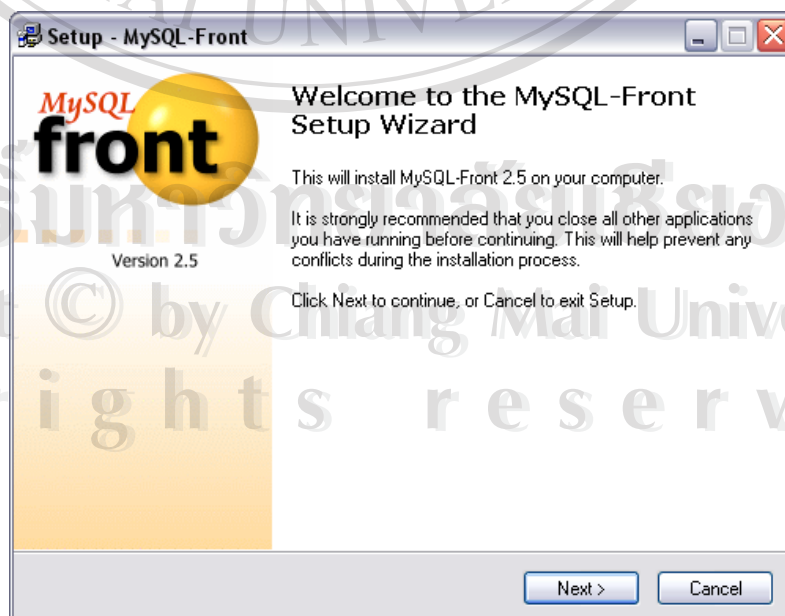 Setup - MySQL-Front
MySQL
front
Version 2.5
Welcome to the MySQL-Front
Setup Wizard
This will install MySQL-Front 2.5 on your computer.
It is strongly recommended that you close all other applications
you have running before continuing. This will help prevent any
conflicts during the installation process.
Click Next to continue, or Cancel to exit Setup.
Next >
Cancel
© by Chiang Mai
rights reserv